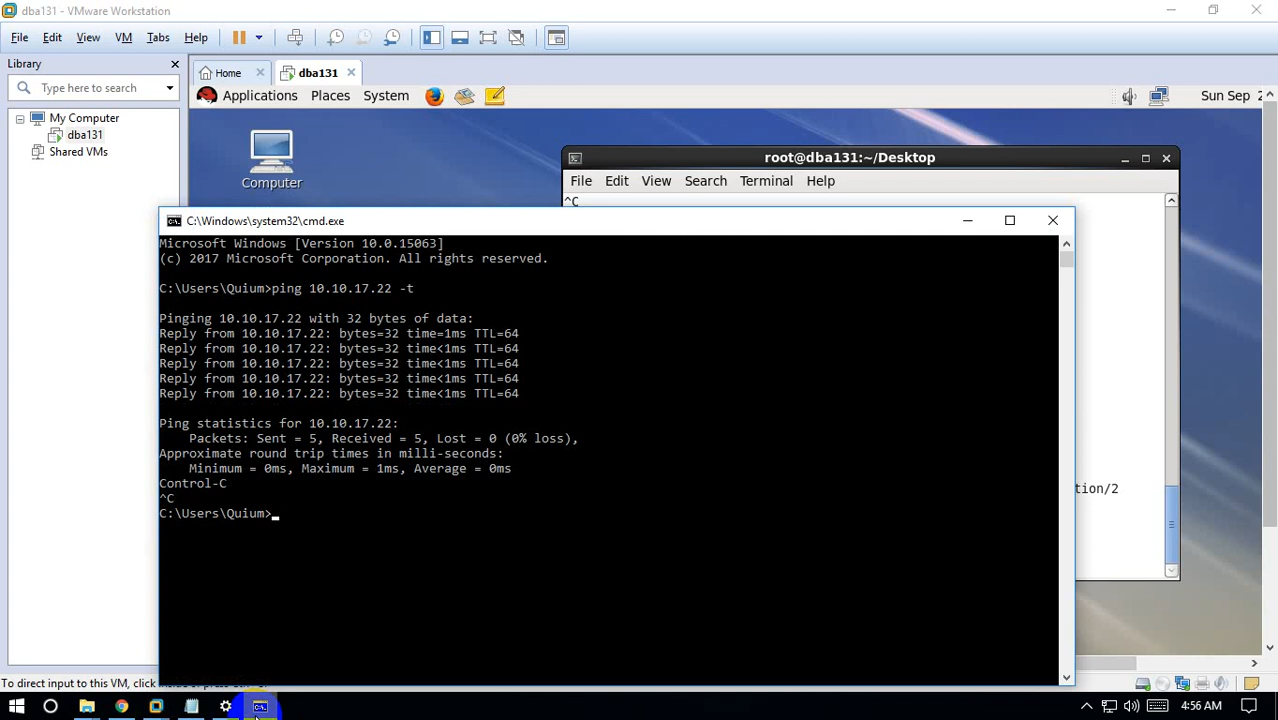 dba131 - VMware Workstation
File Edit View VM Tabs Help
Library
Type here to search
My Computer
dba131
Shared VMs
Home
dba131
Applications Places System
Sun Sep 2
Computer
root@dba131:~/Desktop
File Edit View Search Terminal Help
^C
C:\Windows\system32\cmd.exe
Microsoft Windows [Version 10.0.15063]
(c) 2017 Microsoft Corporation. All rights reserved.
C:\Users\Quium>ping 10.10.17.22 -t
Pinging 10.10.17.22 with 32 bytes of data:
Reply from 10.10.17.22: bytes=32 time=1ms TTL=64
Reply from 10.10.17.22: bytes=32 time<1ms TTL=64
Reply from 10.10.17.22: bytes=32 time<1ms TTL=64
Reply from 10.10.17.22: bytes=32 time<1ms TTL=64
Reply from 10.10.17.22: bytes=32 time<1ms TTL=64
Ping statistics for 10.10.17.22:
Packets: Sent = 5, Received = 5, Lost = 0 (0% loss),
Approximate round trip times in milli-seconds:
Minimum = 0ms, Maximum = 1ms, Average = 0ms
Control-C
^C
C:\Users\Quium>
tion/2
To direct input to this VM, click
4:56 AM